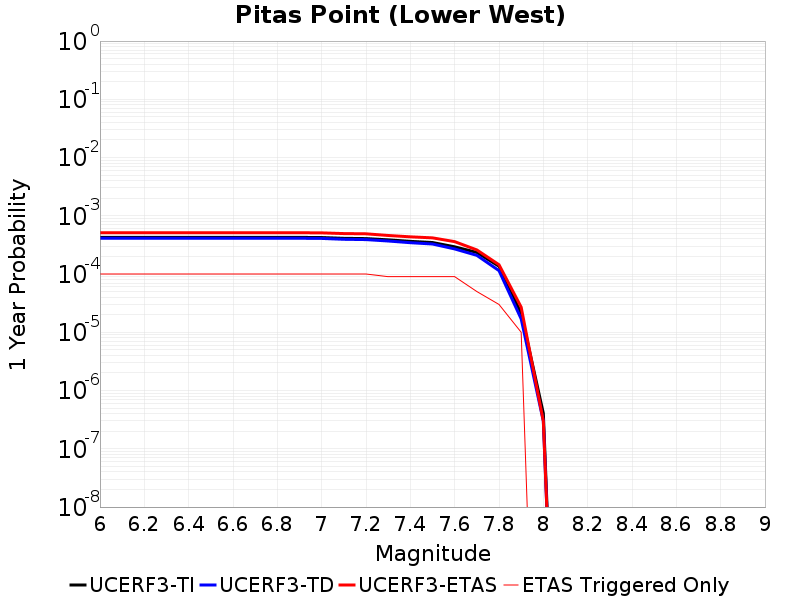 Pitas Point (Lower West)
1 Year Probability
10^0
10^-1
10^-2
10^-3
10^-4
10^-5
10^-6
10^-7
10^-8
6 6.2 6.4 6.6 6.8 7 7.2 7.4 7.6 7.8 8 8.2 8.4 8.6 8.8 9
Magnitude
UCERF3-TI UCERF3-TD UCERF3-ETAS ETAS Triggered Only